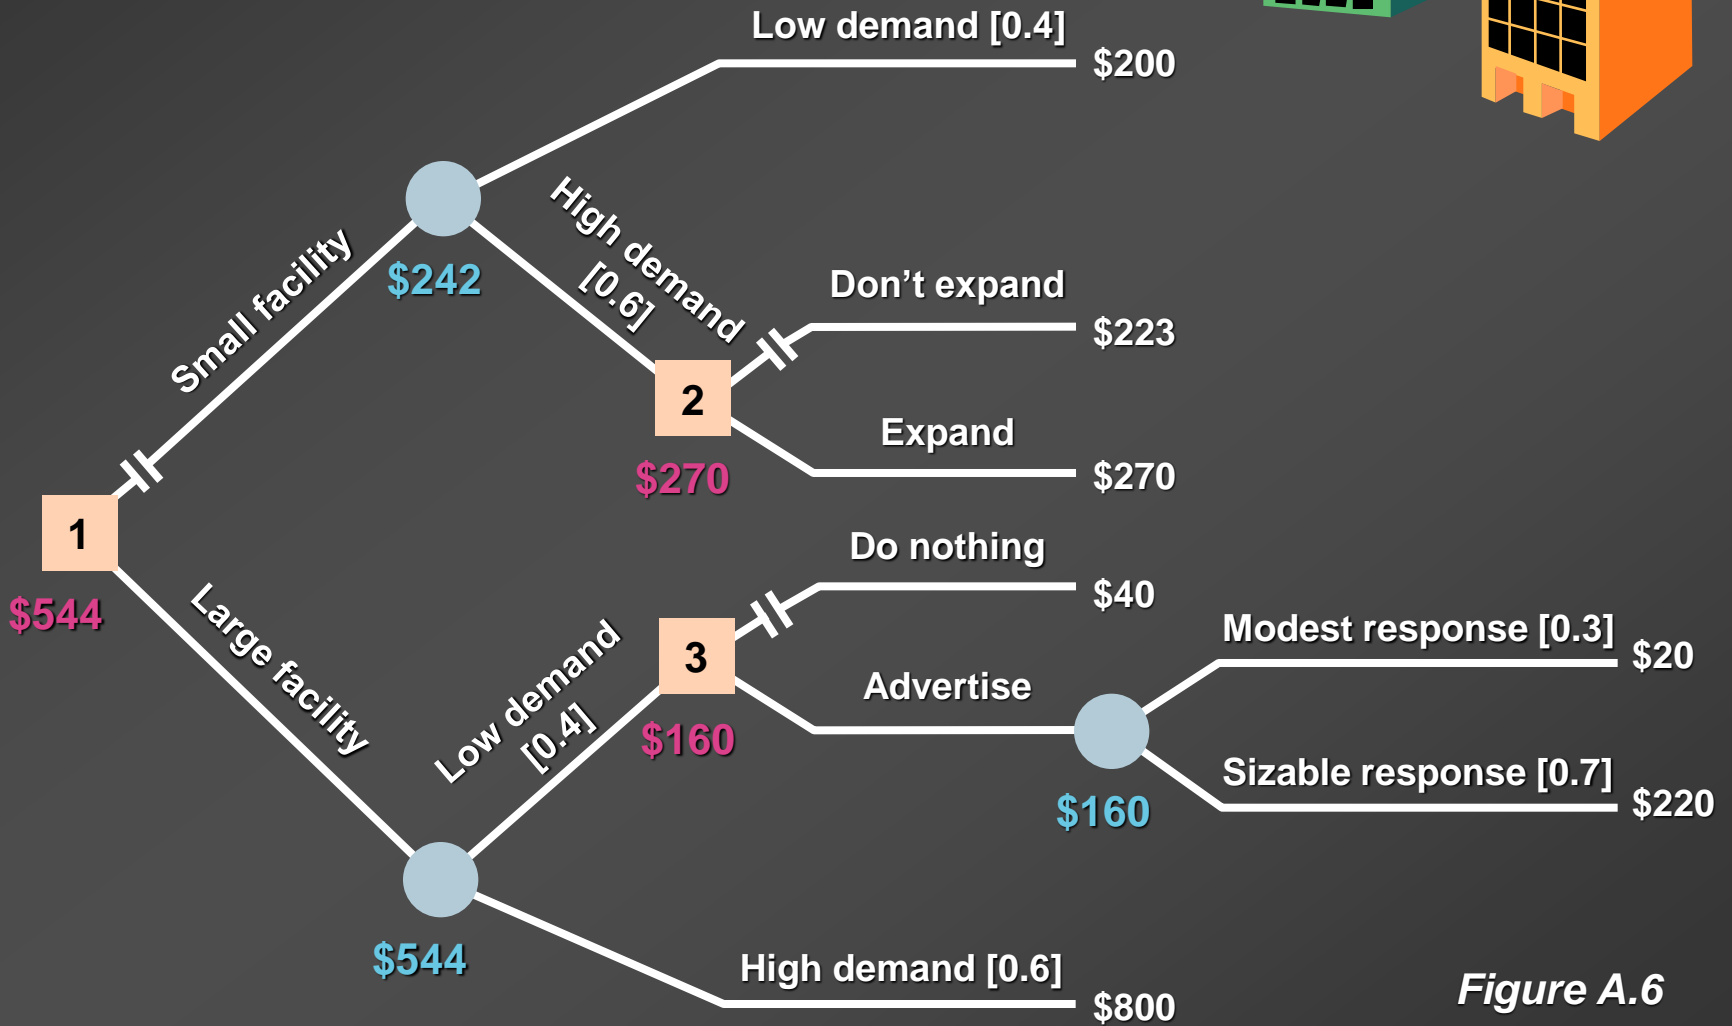 Low demand [0.4]
$200
High demand
[0.6]
Small facility
$242
Don’t expand
$223
2
Expand
$270
$270
1
$544
Do nothing
$40
Large facility
Low demand
[0.4]
3
$160
Modest response [0.3]
$20
Advertise
Sizable response [0.7]
$220
$160
$544
High demand [0.6]
$800
Figure A.6